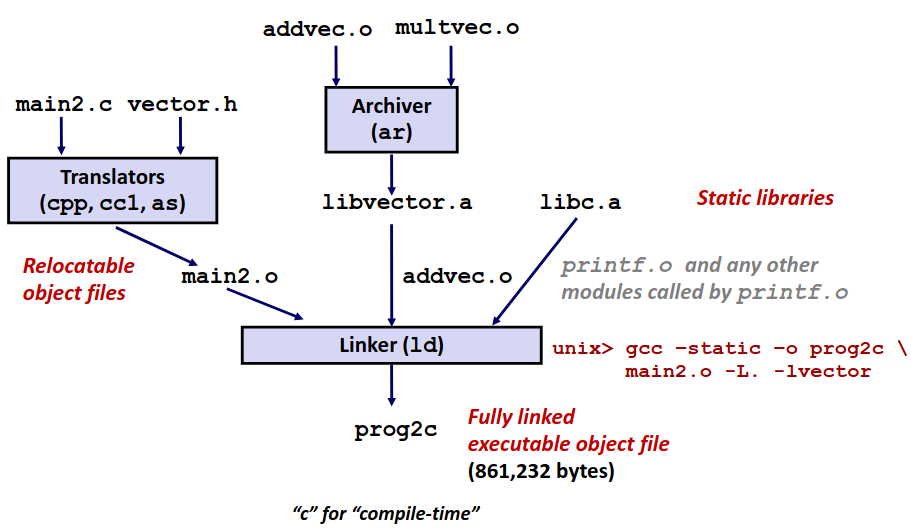 addvec.o multvec.o
main2.c vector.h
Archiver
(ar)
Translators
(cpp, cc1, as)
libvector.a
libc.a
Static libraries
Relocatable
object files
main2.o
addvec.o
printf.o and any other
modules called by printf.o
Linker (ld)
unix> gcc –static –o prog2c \
main2.o -L. -lvector
prog2c
Fully linked
executable object file
(861,232 bytes)
“c” for “compile-time”